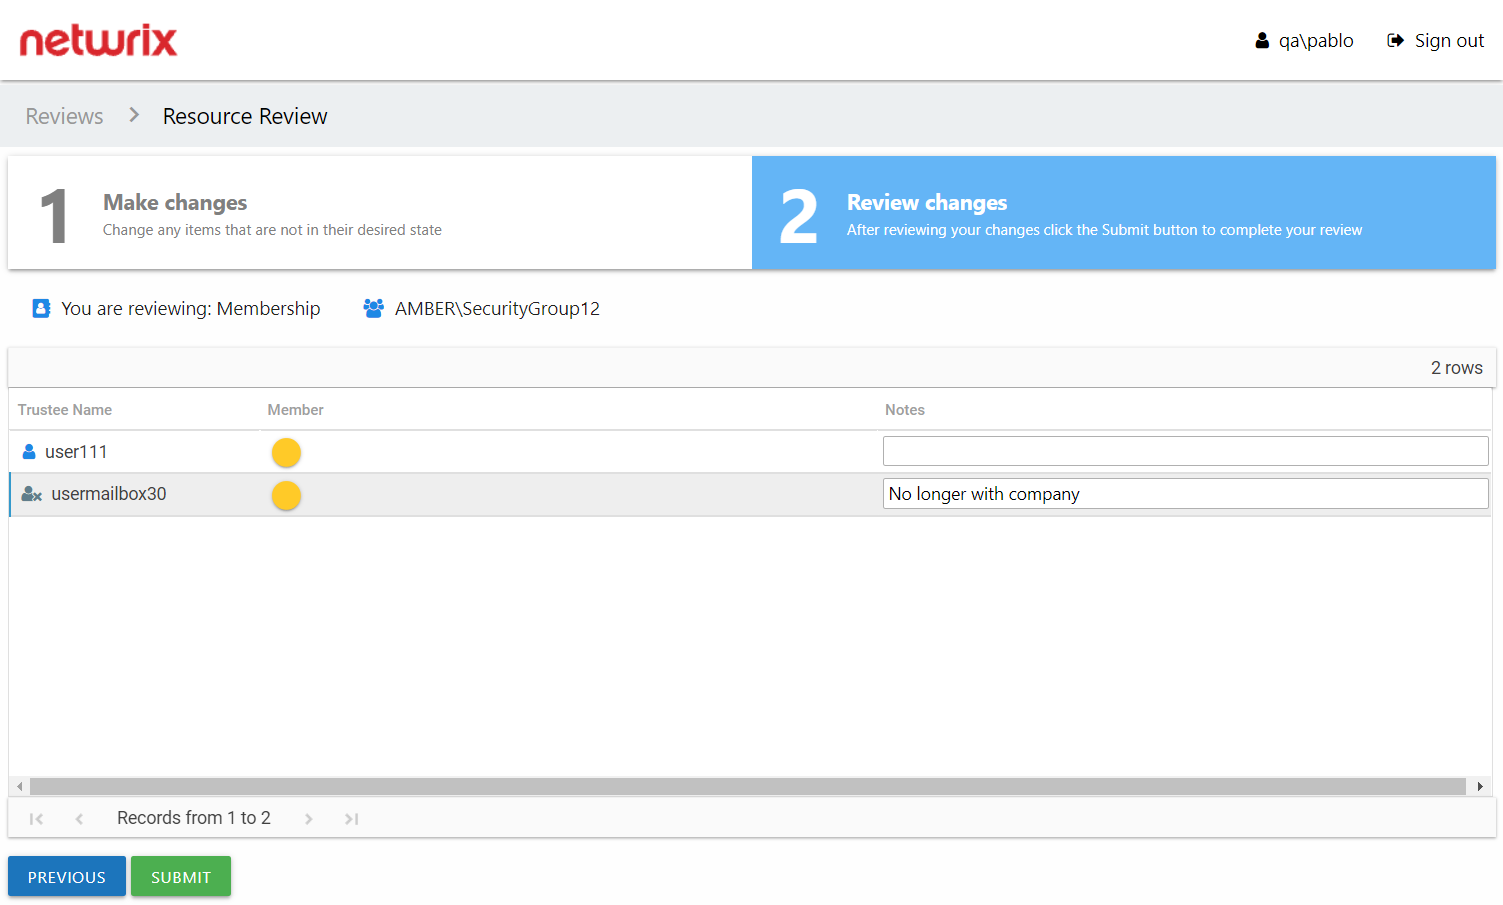 netwrix
qa\pablo Sign out
Reviews Resource Review
1 Make changes
Change any items that are not in their desired state
2 Review changes
After reviewing your changes click the Submit button to complete your review
You are reviewing: Membership AMBER\SecurityGroup12
2 rows
Trustee Name Member Notes
user111
usermailbox30 No longer with company
Records from 1 to 2
PREVIOUS SUBMIT